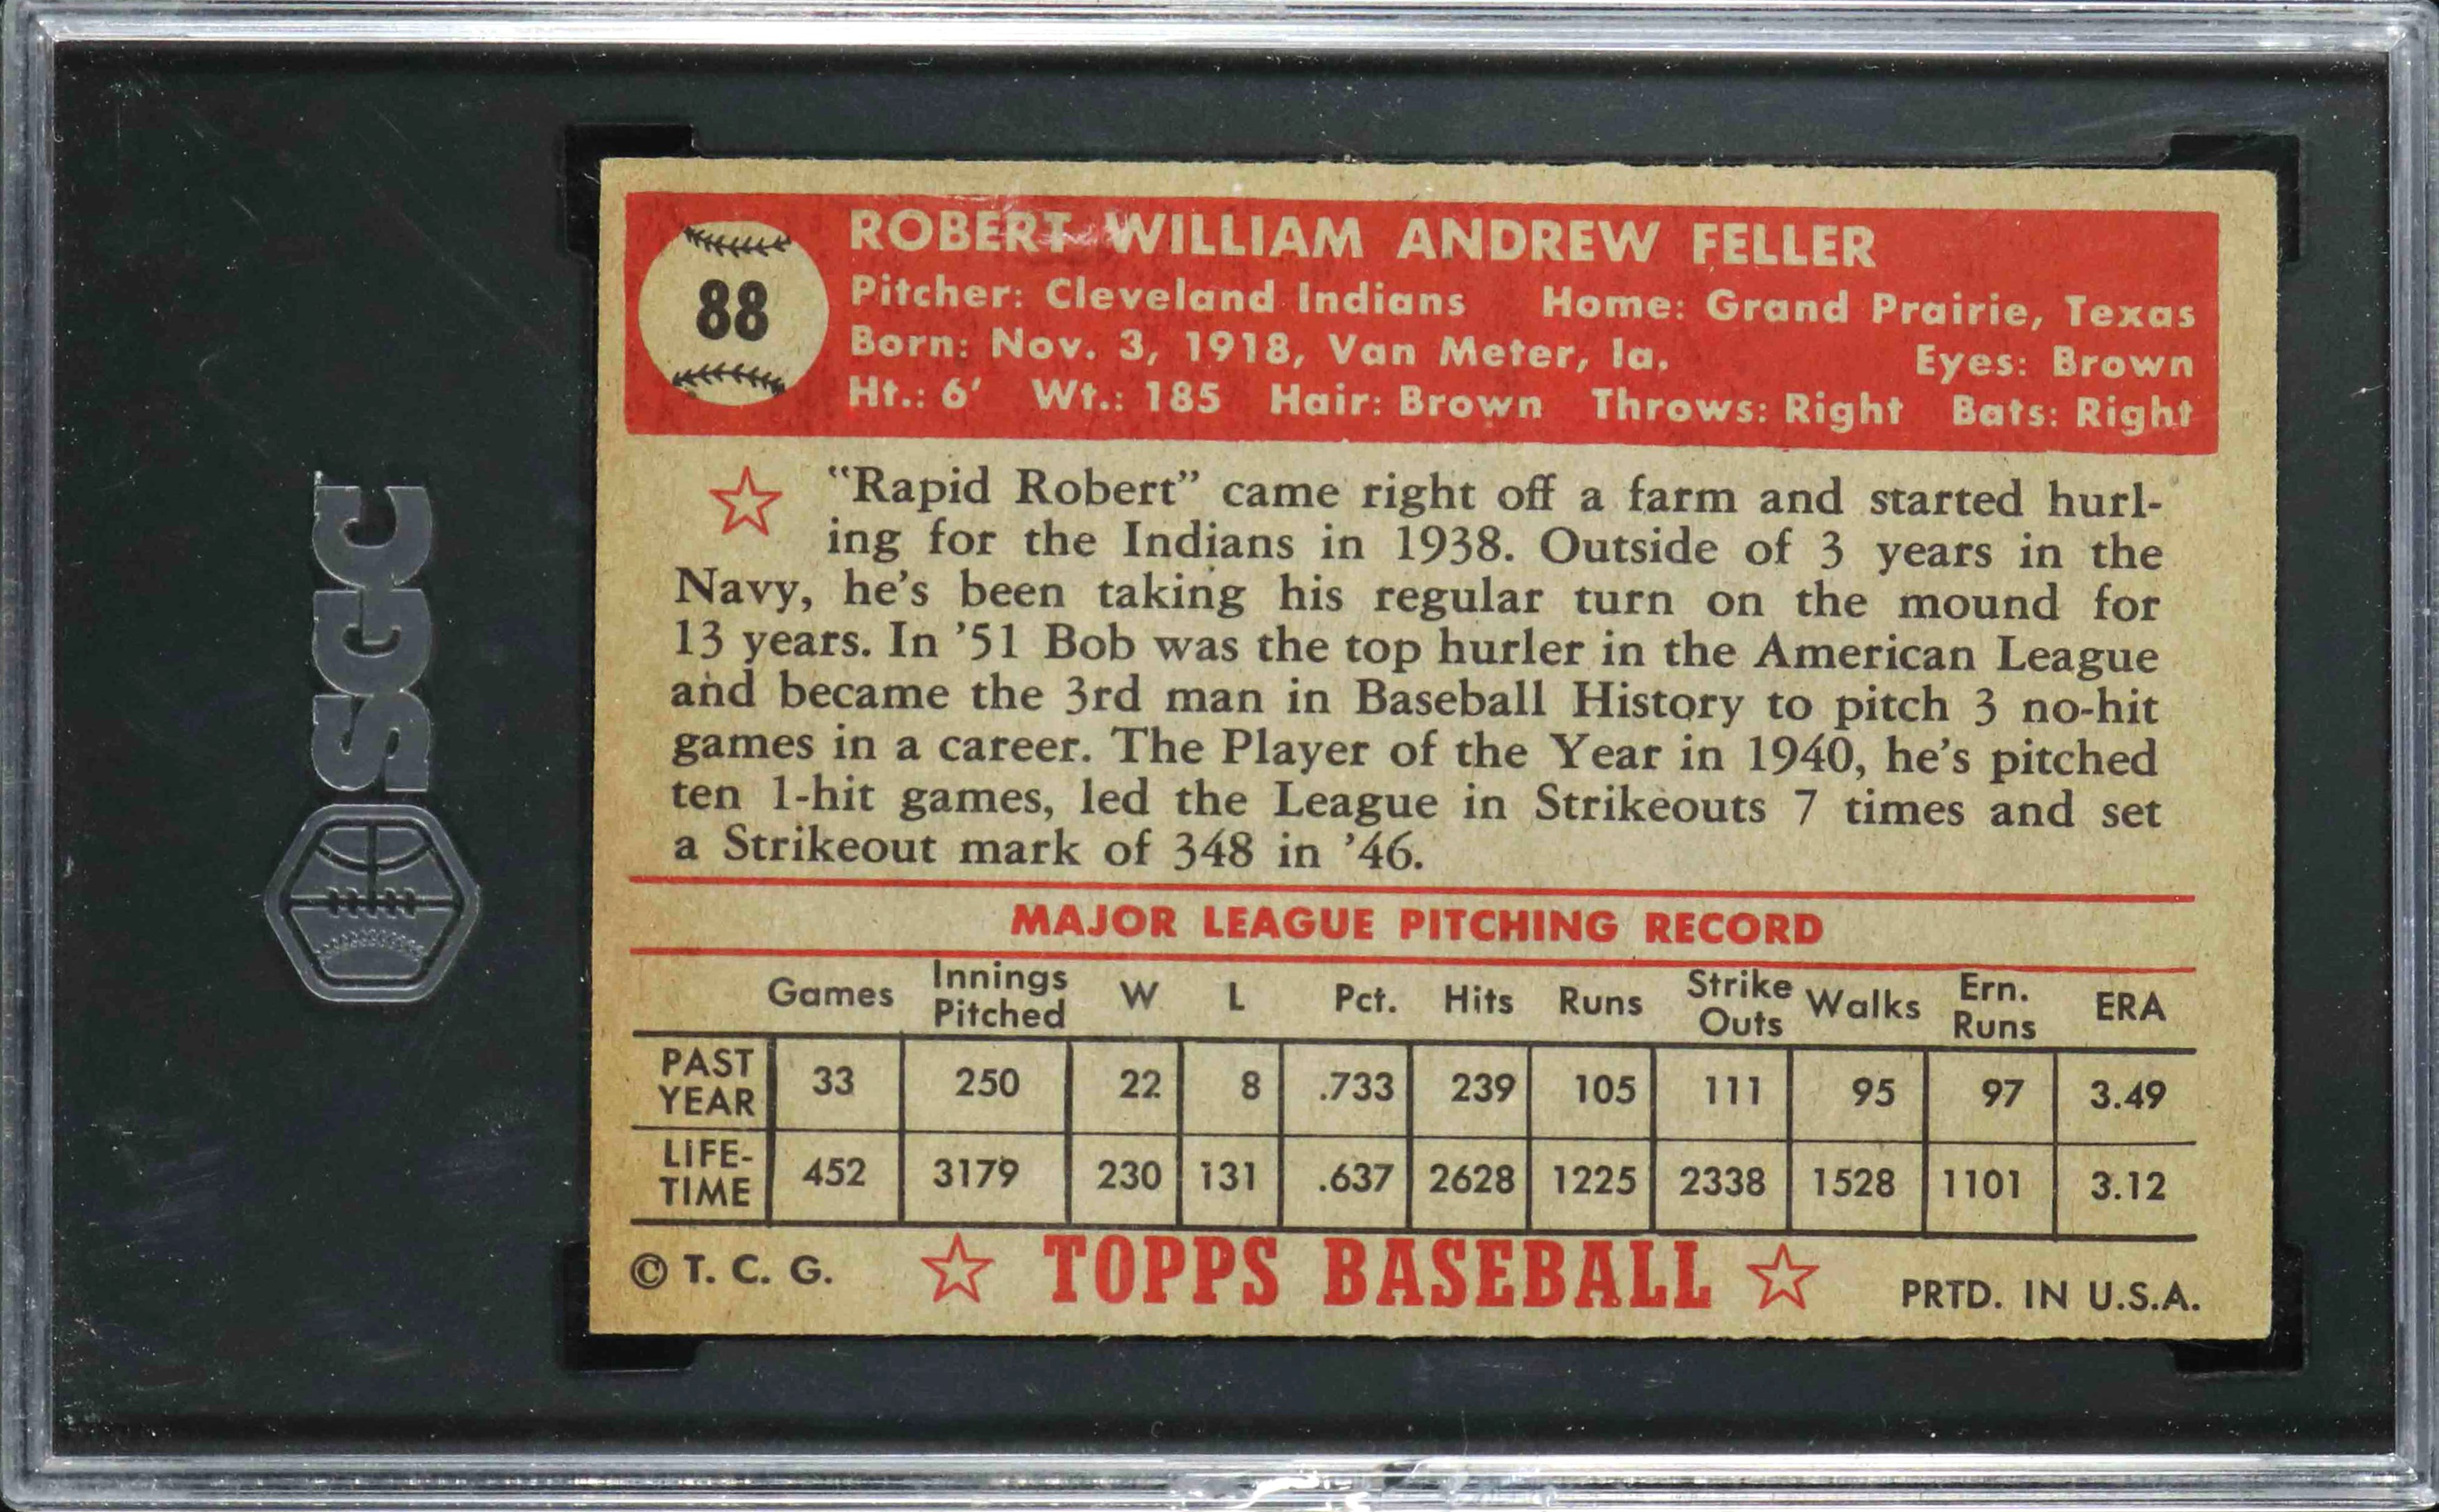 SGC
88
ROBERT WILLIAM ANDREW FELLER
Pitcher: Cleveland Indians Home: Grand Prairie, Texas
Born: Nov. 3, 1918, Van Meter, Ia. Eyes: Brown
Ht.: 6' Wt.: 185 Hair: Brown Throws: Right Bats: Right
"Rapid Robert" came right off a farm and started hurl-
ing for the Indians in 1938. Outside of 3 years in the
Navy, he's been taking his regular turn on the mound for
13 years. In '51 Bob was the top hurler in the American League
and became the 3rd man in Baseball History to pitch 3 no-hit
games in a career. The Player of the Year in 1940, he's pitched
ten 1-hit games, led the League in Strikeouts 7 times and set
a Strikeout mark of 348 in '46.
MAJOR LEAGUE PITCHING RECORD
Games Innings Pitched W L Pct. Hits Runs Strike Outs Walks Ern. Runs ERA
PAST YEAR 33 250 22 8 .733 239 105 111 95 97 3.49
LIFE-TIME 452 3179 230 131 .637 2628 1225 2338 1528 1101 3.12
© T. C. G. TOPPS BASEBALL PRTD. IN U.S.A.